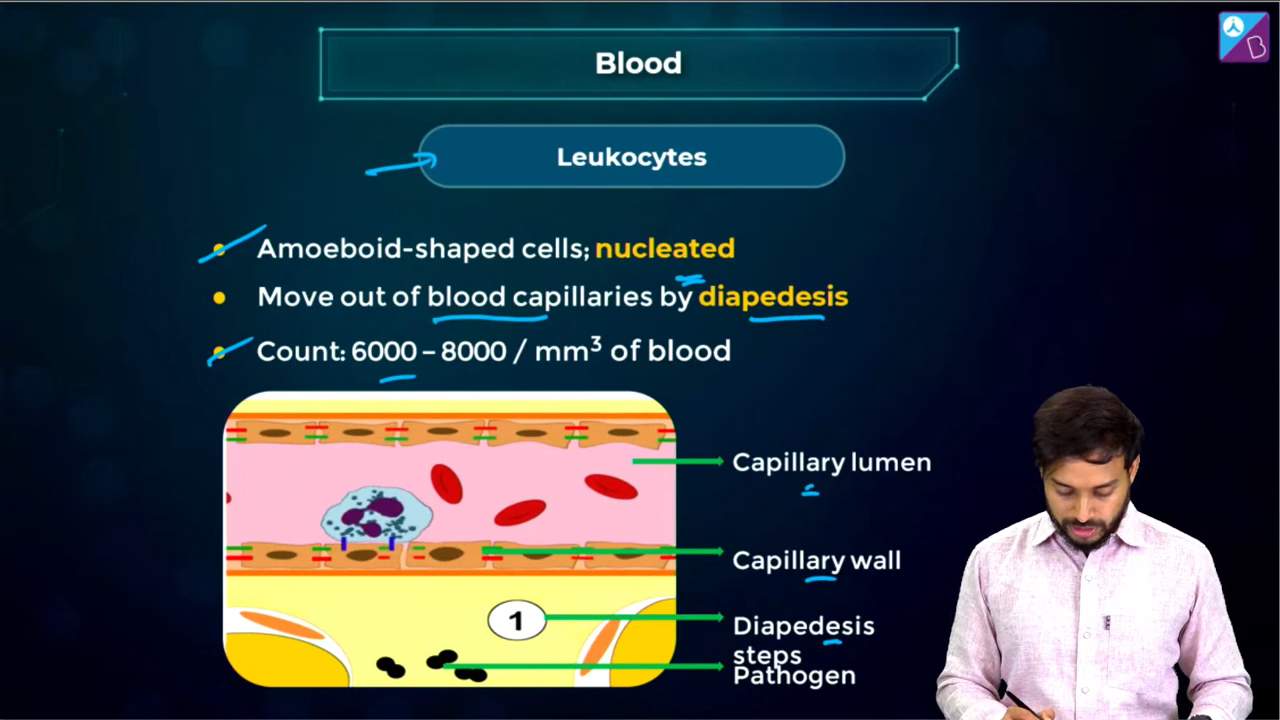 Blood
Leukocytes
Amoeboid-shaped cells; nucleated
Move out of blood capillaries by diapedesis
Count: 6000 – 8000 / mm³ of blood
Capillary lumen
Capillary wall
1
Diapedesis
steps
Pathogen
B